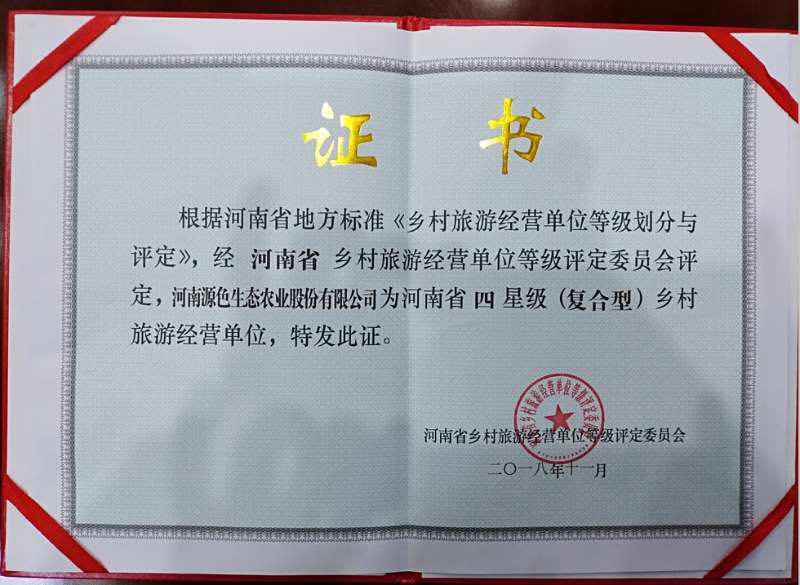 证书
根据河南省地方标准《乡村旅游经营单位等级划分与
评定》，经 河南省 乡村旅游经营单位等级评定委员会评
定，河南源色生态农业股份有限公司为河南省 四 星级（复合型）乡村
旅游经营单位，特发此证。
河南省乡村旅游经营单位等级评定委员会
二〇一八年十一月